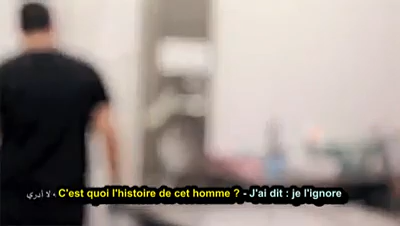 لا أدري - C'est quoi l'histoire de cet homme ? - J'ai dit : je l'ignore